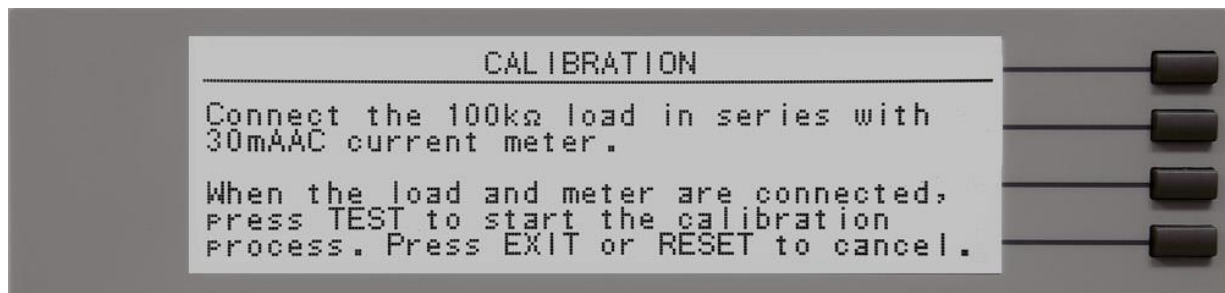 CALIBRATION
Connect the 100kΩ load in series with
30mAAC current meter.
When the load and meter are connected,
press TEST to start the calibration
process. Press EXIT or RESET to cancel.